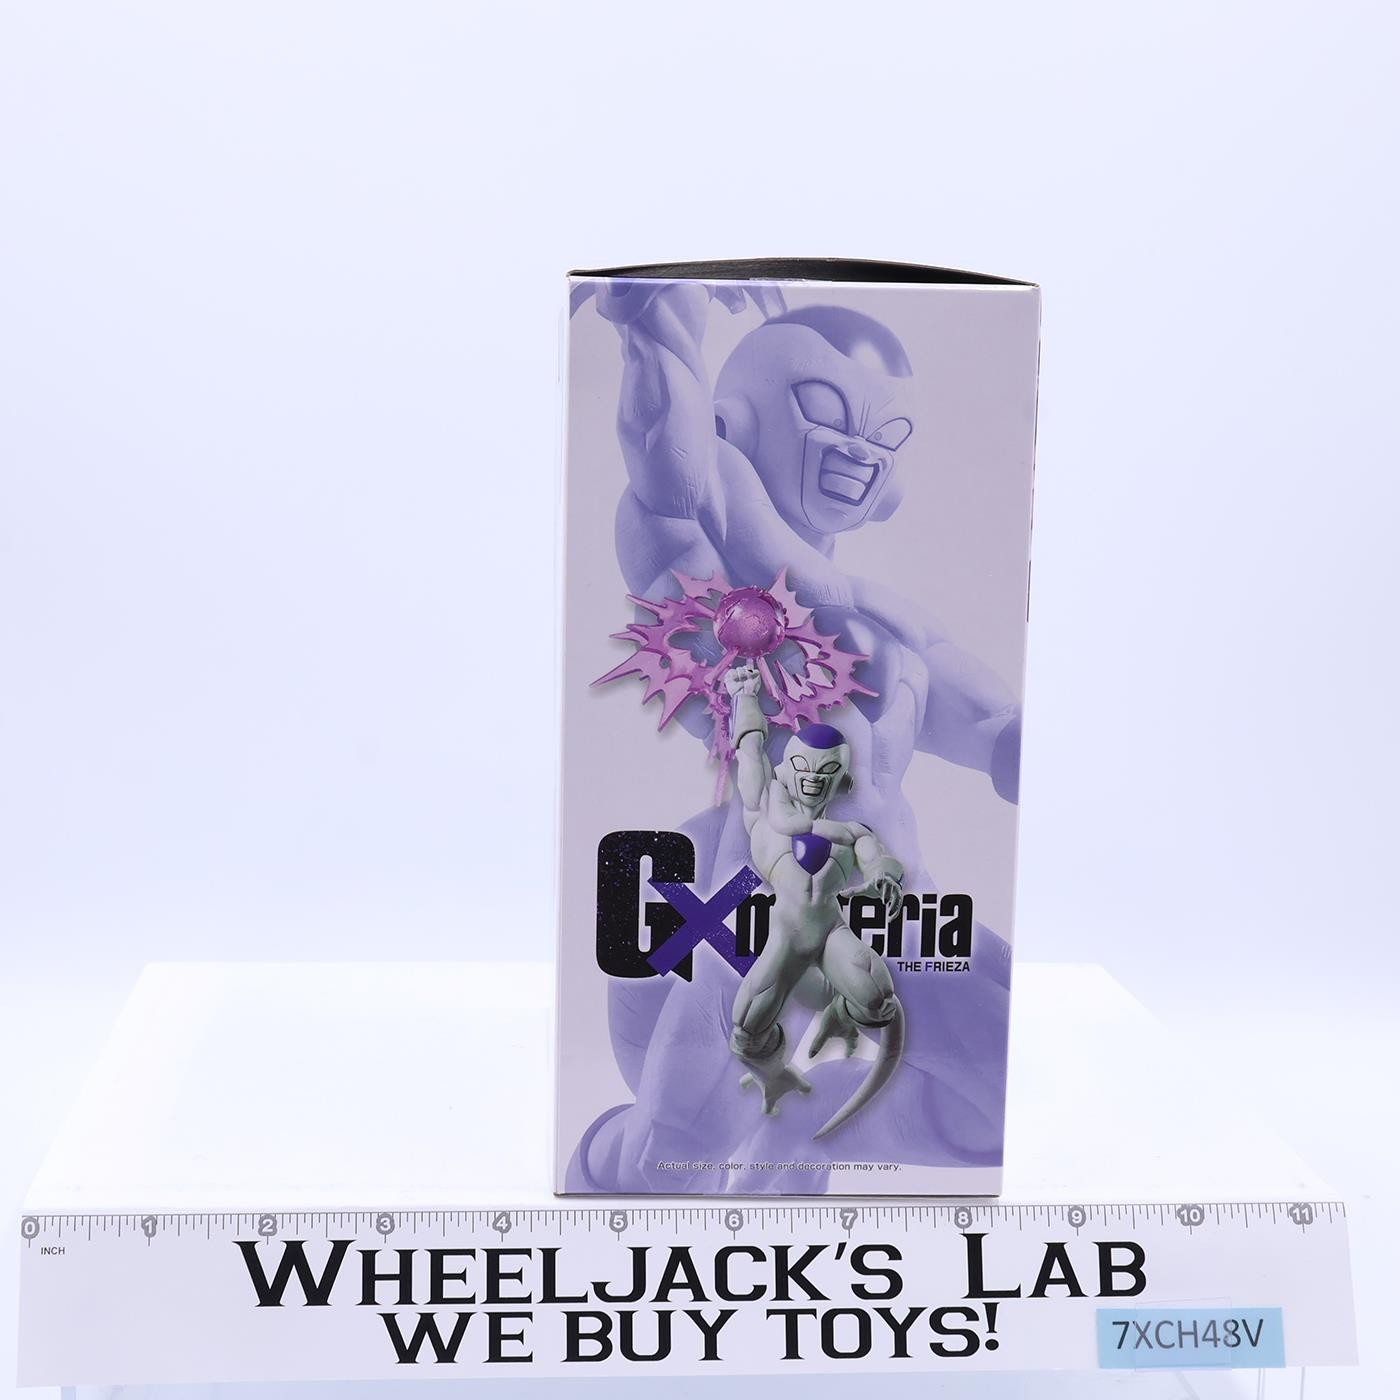 G×materia
THE FRIEZA
Actual size, color, style and decoration may vary.
0 1 2 3 4 5 6 7 8 9 10 11
INCH
WHEELJACK'S LAB
WE BUY TOYS!
7XCH48V